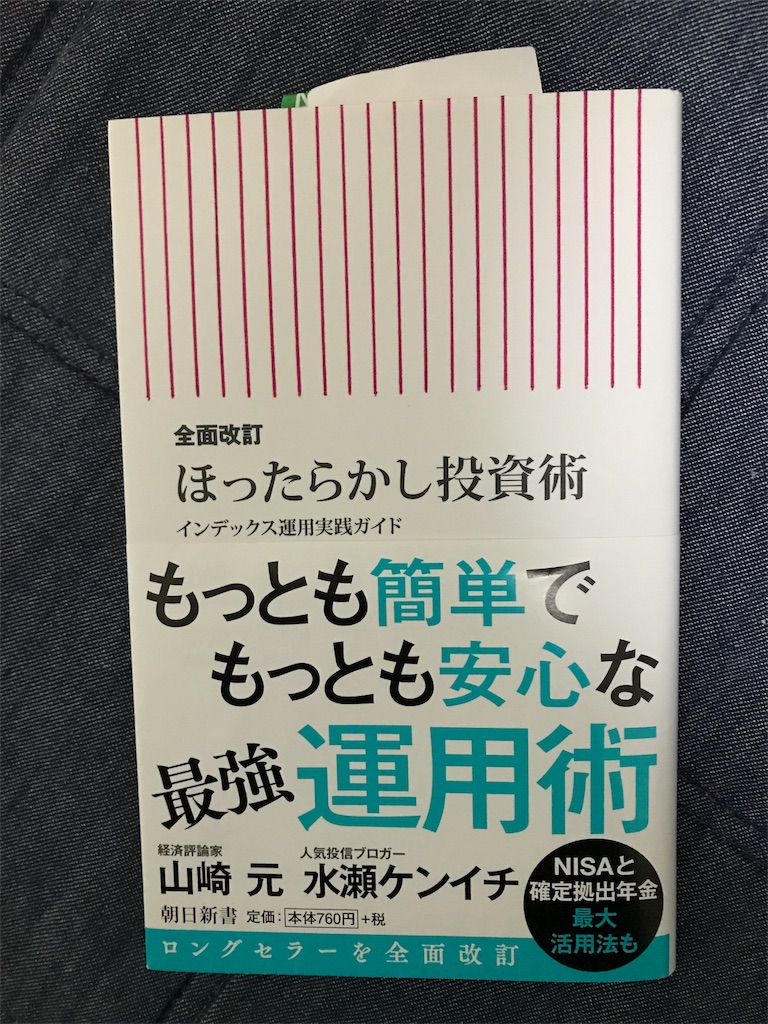 全面改訂
ほったらかし投資術
インデックス運用実践ガイド
もっとも簡単で
もっとも安心な
最強運用術
経済評論家
山崎 元
人気投信ブロガー
水瀬ケンイチ
朝日新書 定価:本体760円+税
NISAと
確定拠出年金
最大
活用法も
ロングセラーを全面改訂